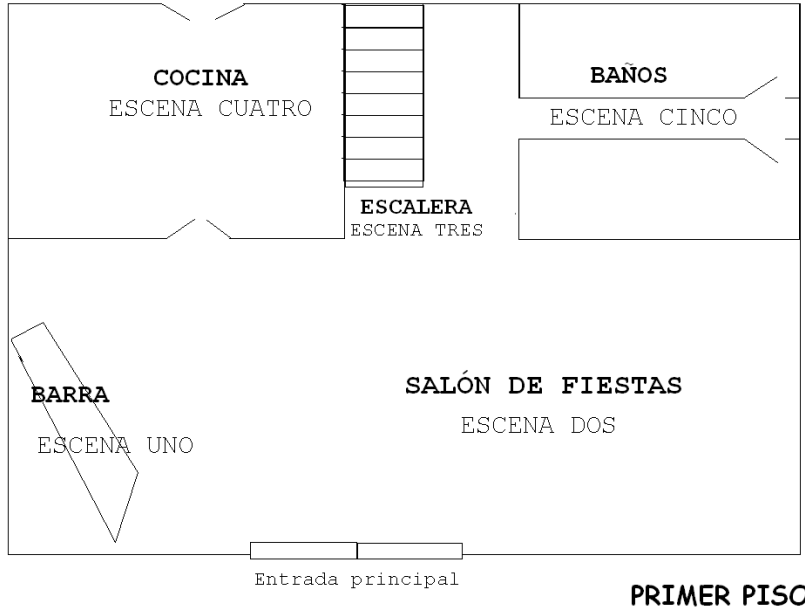 COCINA
ESCENA CUATRO
BAÑOS
ESCENA CINCO
ESCALERA
ESCENA TRES
BARRA
ESCENA UNO
SALÓN DE FIESTAS
ESCENA DOS
Entrada principal
PRIMER PISO